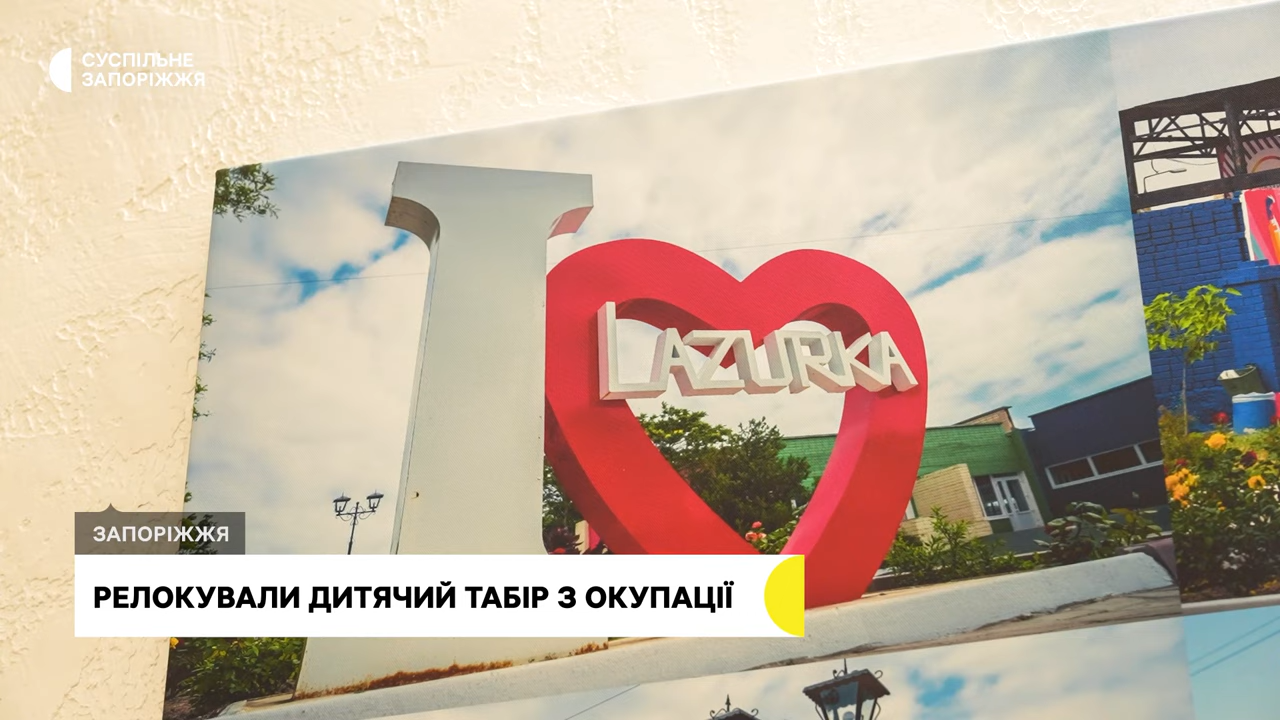 СУСПІЛЬНЕ
ЗАПОРІЖЖЯ
I
LAZURKA
ЗАПОРІЖЖЯ
РЕЛОКУВАЛИ ДИТЯЧИЙ ТАБІР З ОКУПАЦІЇ